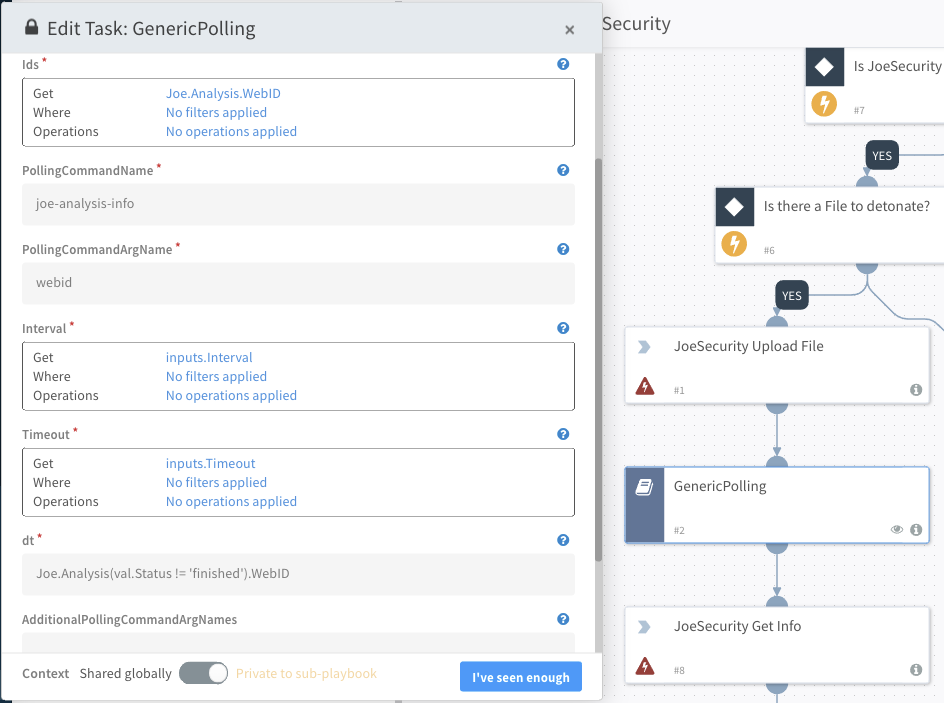 Edit Task: GenericPolling
×
Ids *
Get Joe.Analysis.WebID
Where No filters applied
Operations No operations applied
PollingCommandName *
joe-analysis-info
PollingCommandArgName *
webid
Interval *
Get inputs.Interval
Where No filters applied
Operations No operations applied
Timeout *
Get inputs.Timeout
Where No filters applied
Operations No operations applied
dt *
Joe.Analysis(val.Status != 'finished').WebID
AdditionalPollingCommandArgNames
Context Shared globally Private to sub-playbook
I've seen enough
Security
Is JoeSecurity
#7
YES
Is there a File to detonate?
#6
YES
JoeSecurity Upload File
#1
GenericPolling
#2
JoeSecurity Get Info
#8